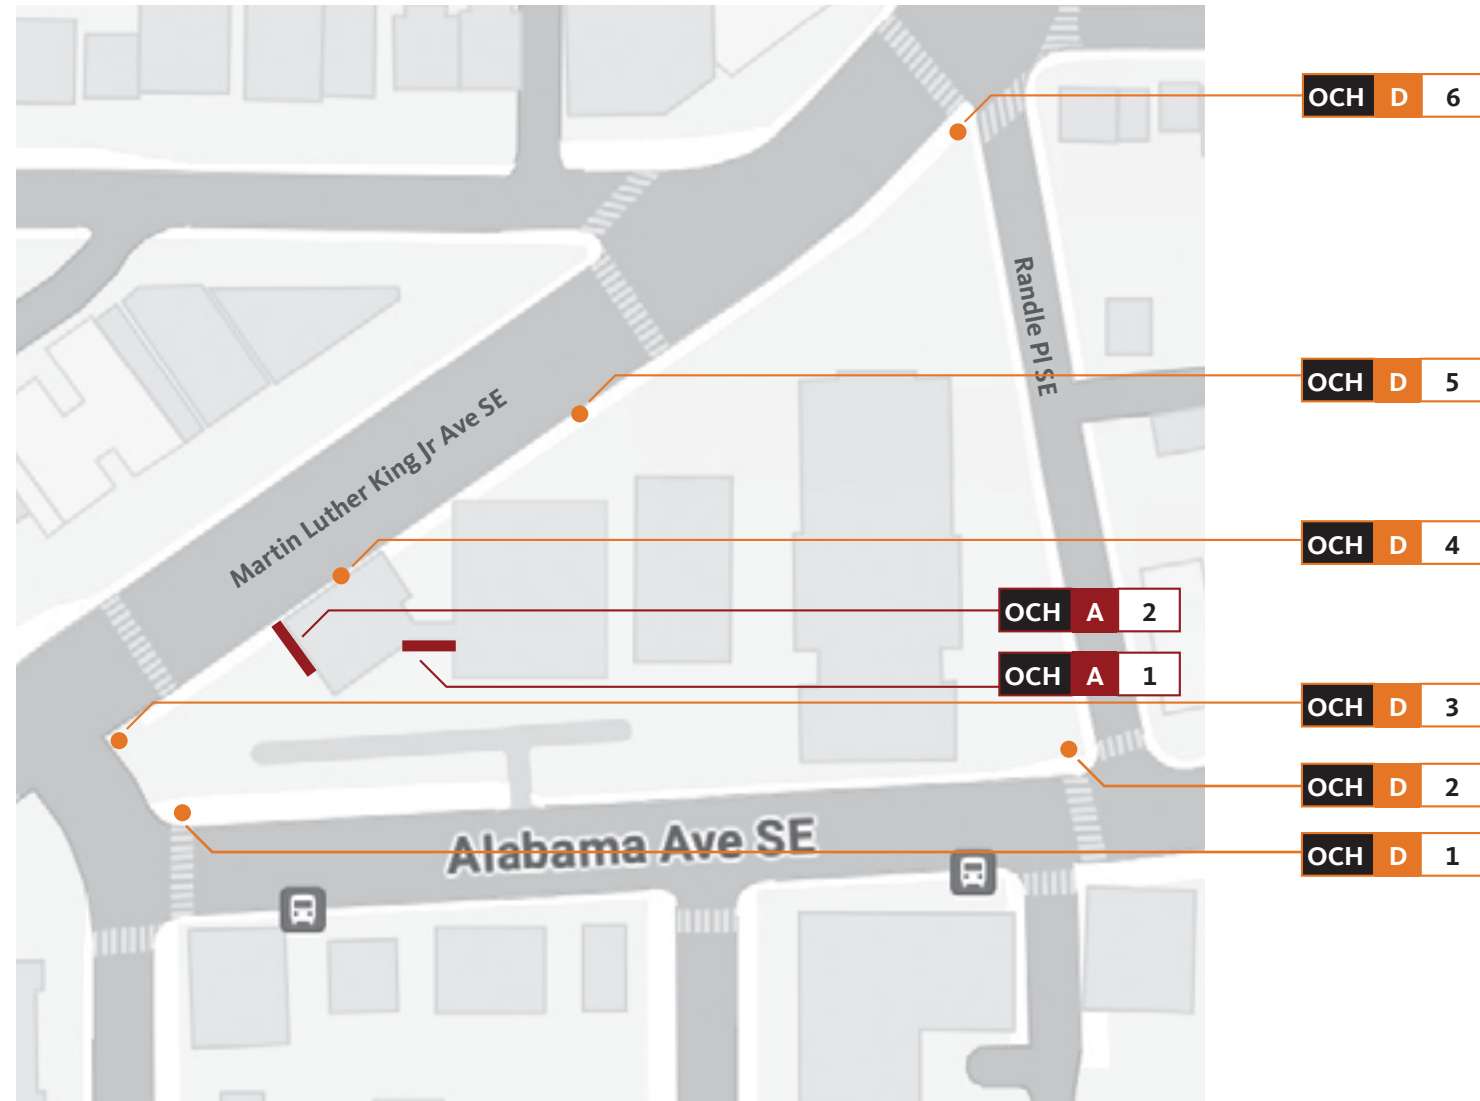 OCH D 6
Randle Pl SE
OCH D 5
Martin Luther King Jr Ave SE
OCH D 4
OCH A 2
OCH A 1
OCH D 3
OCH D 2
Alabama Ave SE
OCH D 1